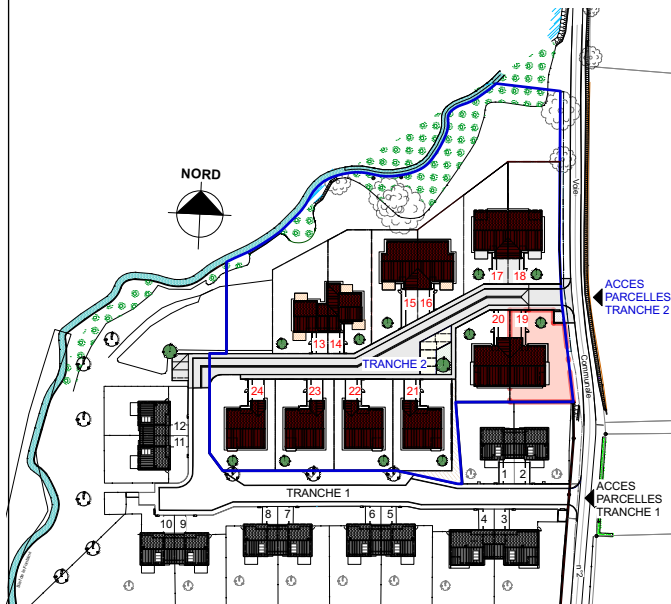 NORD
Voie
17 18
15 16
ACCES
PARCELLES
TRANCHE 2
20 19
13 14
TRANCHE 2
Communale
24 23 22 21
12
11
1 2
TRANCHE 1
ACCES
PARCELLES
TRANCHE 1
10 9
8 7
6 5
4 3
n 2